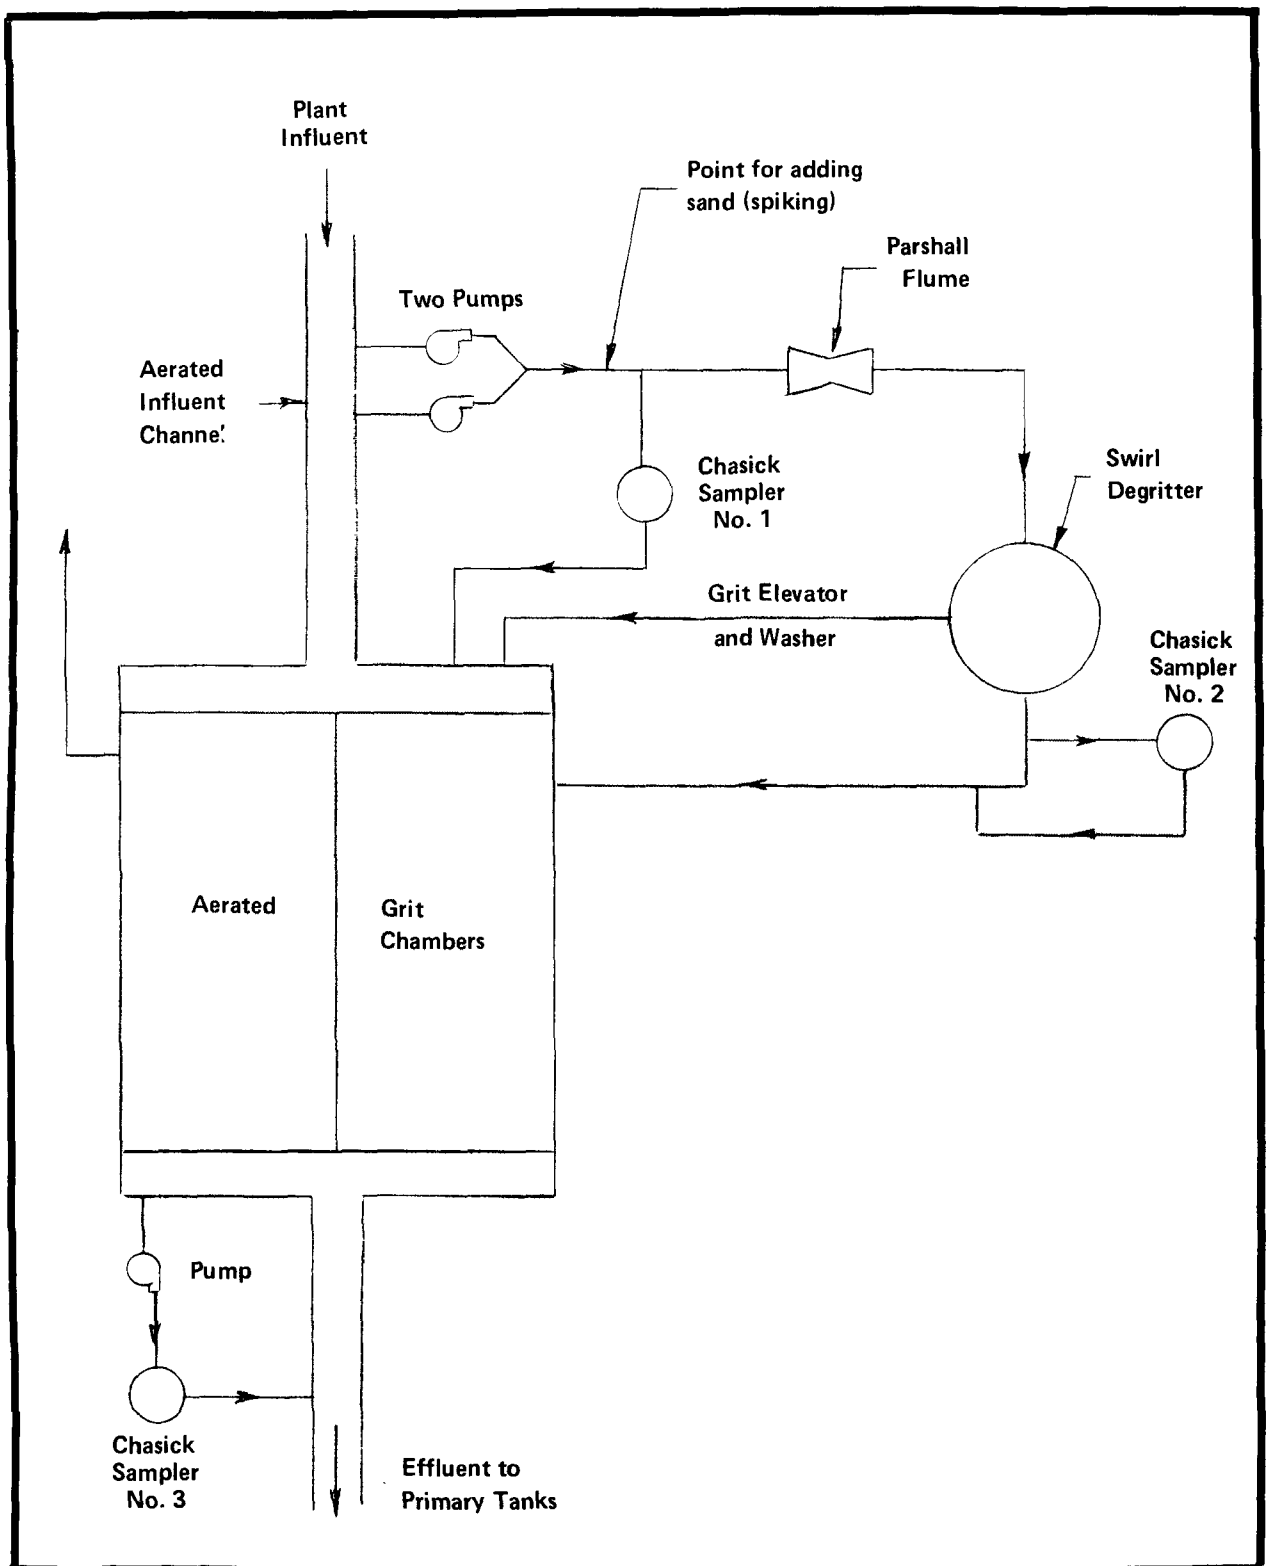 Plant
Influent
Point for adding
sand (spiking)
Parshall
Flume
Two Pumps
Aerated
Influent
Channel
Chasick
Sampler
No. 1
Swirl
Degritter
Grit Elevator
and Washer
Chasick
Sampler
No. 2
Aerated
Grit
Chambers
Pump
Chasick
Sampler
No. 3
Effluent to
Primary Tanks